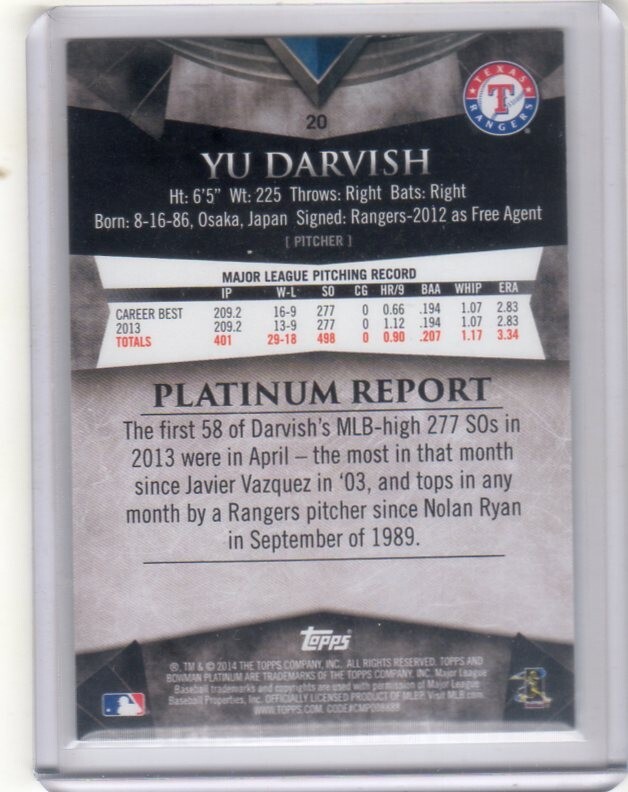 TEXAS RANGERS
T
20
YU DARVISH
Ht: 6'5" Wt: 225 Throws: Right Bats: Right
Born: 8-16-86, Osaka, Japan Signed: Rangers-2012 as Free Agent
[ PITCHER ]
MAJOR LEAGUE PITCHING RECORD
IP W-L SO CG HR/9 BAA WHIP ERA
CAREER BEST 209.2 16-9 277 0 0.66 .194 1.07 2.83
2013 209.2 13-9 277 0 1.12 .194 1.07 2.83
TOTALS 401 29-18 498 0 0.90 .207 1.17 3.34
PLATINUM REPORT
The first 58 of Darvish's MLB-high 277 SOs in
2013 were in April – the most in that month
since Javier Vazquez in '03, and tops in any
month by a Rangers pitcher since Nolan Ryan
in September of 1989.
topps
®, TM & © 2014 THE TOPPS COMPANY, INC. ALL RIGHTS RESERVED. TOPPS AND
BOWMAN PLATINUM ARE TRADEMARKS OF THE TOPPS COMPANY, INC. Major League
Baseball trademarks and copyrights are used with permission of Major League
Baseball Properties, Inc. OFFICIALLY LICENSED PRODUCT OF MLBP. Visit MLB.com
WWW.TOPPS.COM.